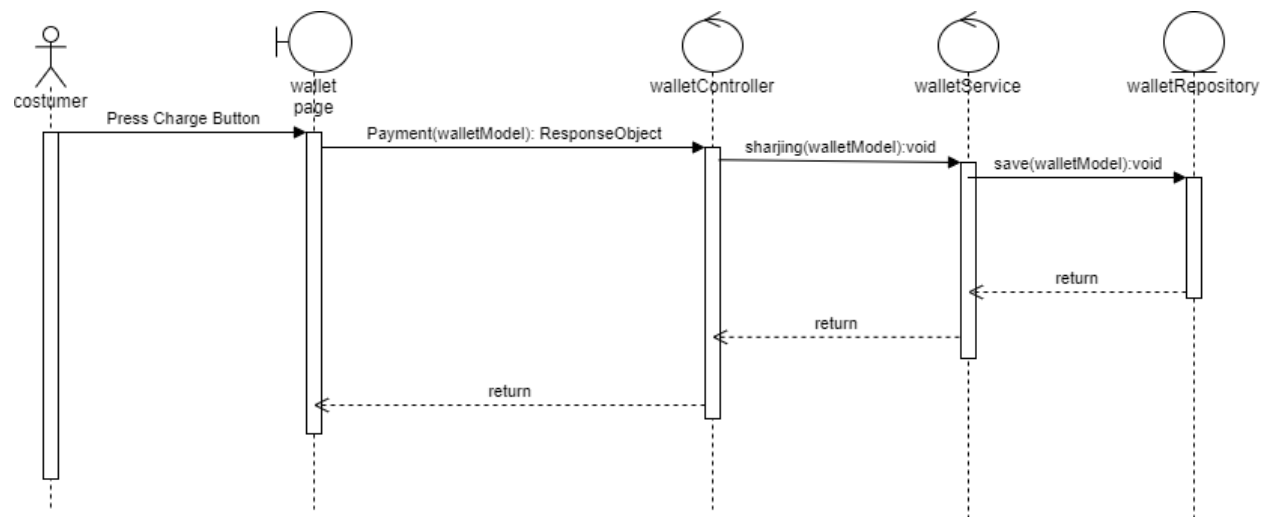 costumer
wallet
page
walletController
walletService
walletRepository
Press Charge Button
Payment(walletModel): ResponseObject
sharjing(walletModel):void
save(walletModel):void
return
return
return